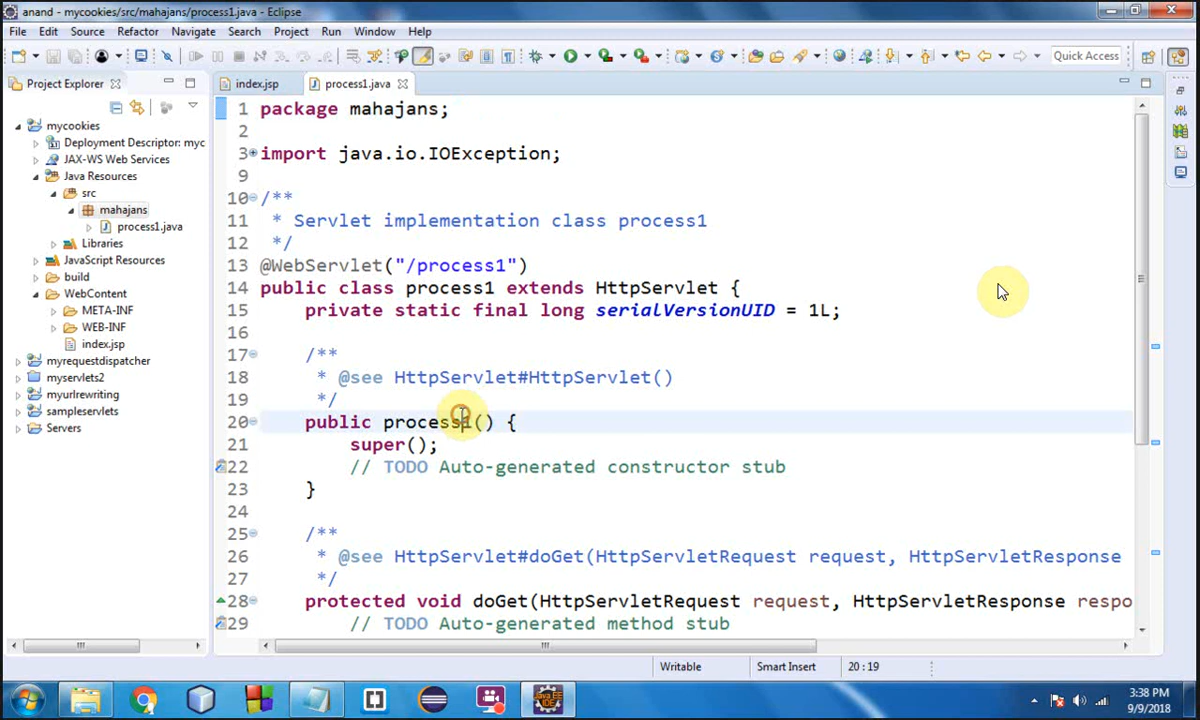 anand - mycookies/src/mahajans/process1.java - Eclipse
File Edit Source Refactor Navigate Search Project Run Window Help
Quick Access
Project Explorer
index.jsp
process1.java
mycookies
Deployment Descriptor: myc
JAX-WS Web Services
Java Resources
src
mahajans
process1.java
Libraries
JavaScript Resources
build
WebContent
META-INF
WEB-INF
index.jsp
myrequestdispatcher
myservlets2
myurlrewriting
sampleservlets
Servers
1 package mahajans;
2
3 import java.io.IOException;
9
10 /**
11 * Servlet implementation class process1
12 */
13 @WebServlet("/process1")
14 public class process1 extends HttpServlet {
15 private static final long serialVersionUID = 1L;
16
17 /**
18 * @see HttpServlet#HttpServlet()
19 */
20 public process1() {
21 super();
22 // TODO Auto-generated constructor stub
23 }
24
25 /**
26 * @see HttpServlet#doGet(HttpServletRequest request, HttpServletResponse
27 */
28 protected void doGet(HttpServletRequest request, HttpServletResponse respo
29 // TODO Auto-generated method stub
Writable Smart Insert 20 : 19
3:38 PM
9/9/2018